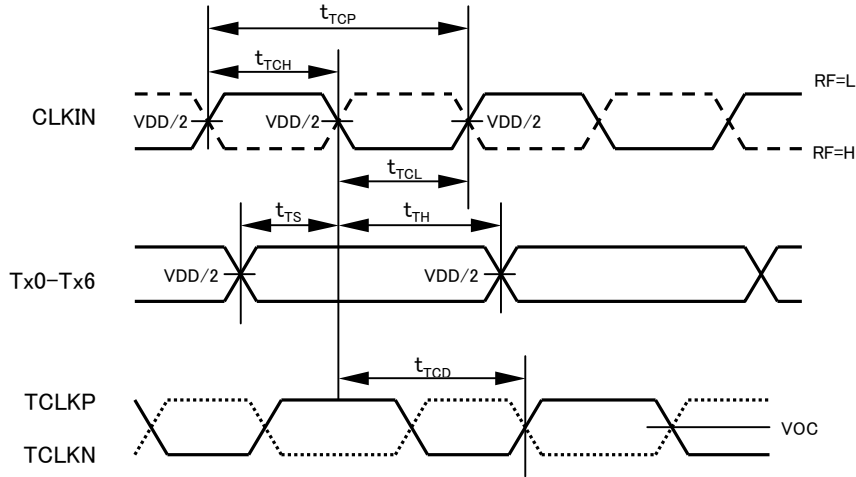 tTCP
tTCH
RF=L
CLKIN
VDD/2
VDD/2
VDD/2
RF=H
tTCL
tTS
tTH
Tx0-Tx6
VDD/2
VDD/2
tTCD
TCLKP
VOC
TCLKN